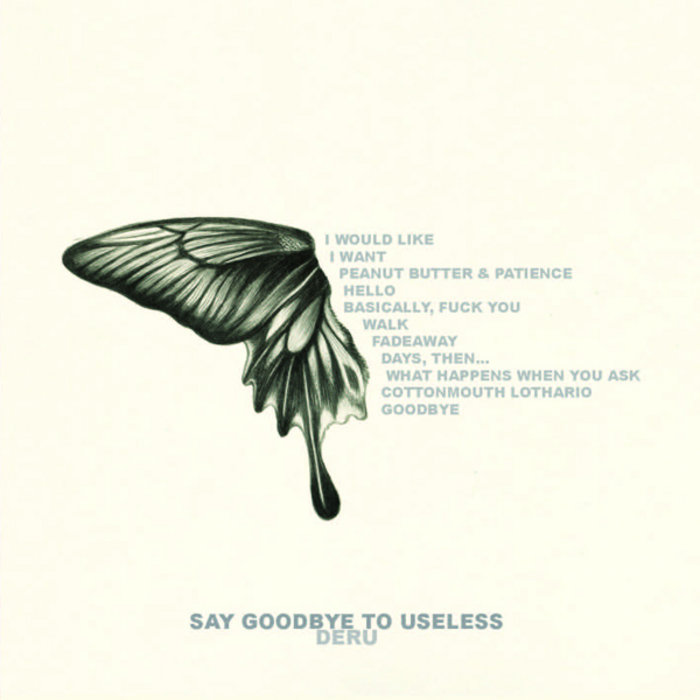 I WOULD LIKE
I WANT
PEANUT BUTTER & PATIENCE
HELLO
BASICALLY, FUCK YOU
WALK
FADEAWAY
DAYS, THEN...
WHAT HAPPENS WHEN YOU ASK
COTTONMOUTH LOTHARIO
GOODBYE
SAY GOODBYE TO USELESS
DERU